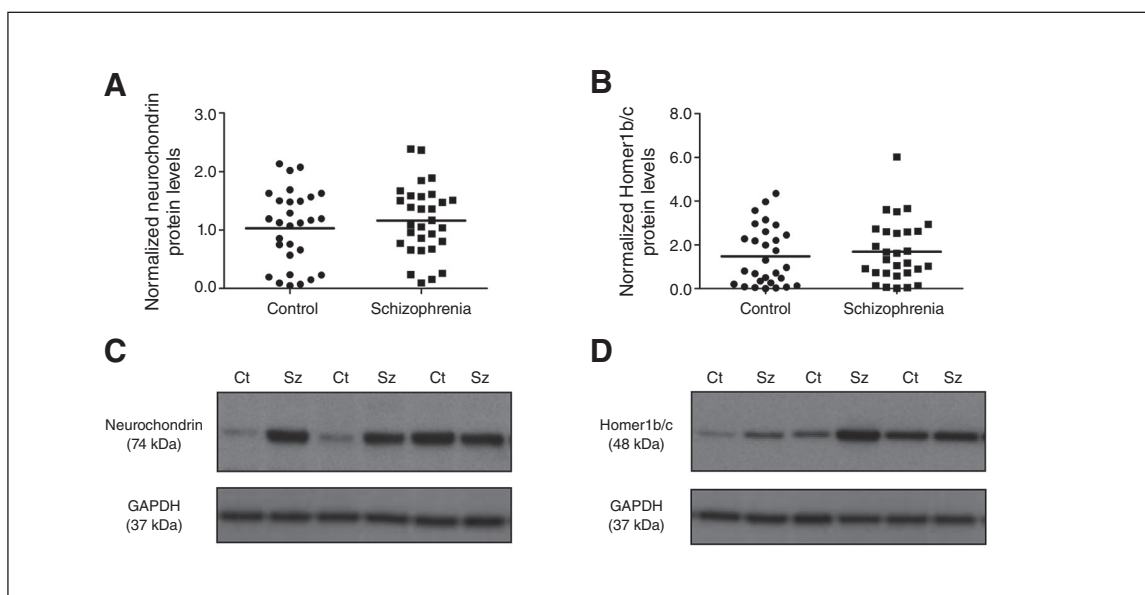 A
B
Normalized neurochondrin
protein levels
3.0
2.0
1.0
0.0
Control
Schizophrenia
Normalized Homer1b/c
protein levels
8.0
6.0
4.0
2.0
0.0
Control
Schizophrenia
C
Ct Sz Ct Sz Ct Sz
Neurochondrin
(74 kDa)
GAPDH
(37 kDa)
D
Ct Sz Ct Sz Ct Sz
Homer1b/c
(48 kDa)
GAPDH
(37 kDa)